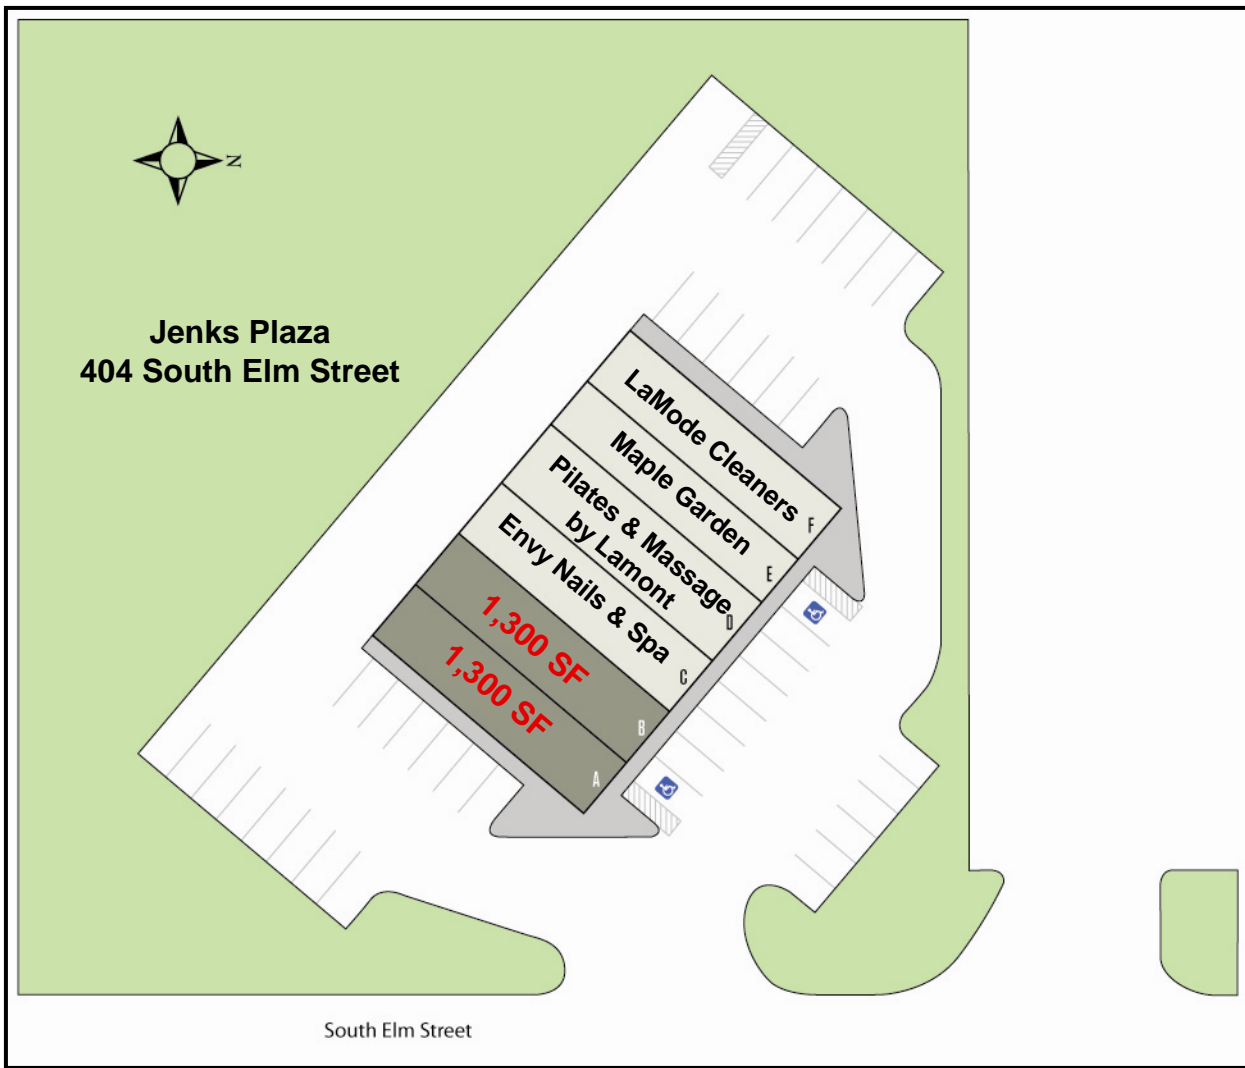 N
Jenks Plaza
404 South Elm Street
LaMode Cleaners
F
Maple Garden
E
Pilates & Massage
by Lamont
D
Envy Nails & Spa
C
1,300 SF
B
1,300 SF
A
South Elm Street